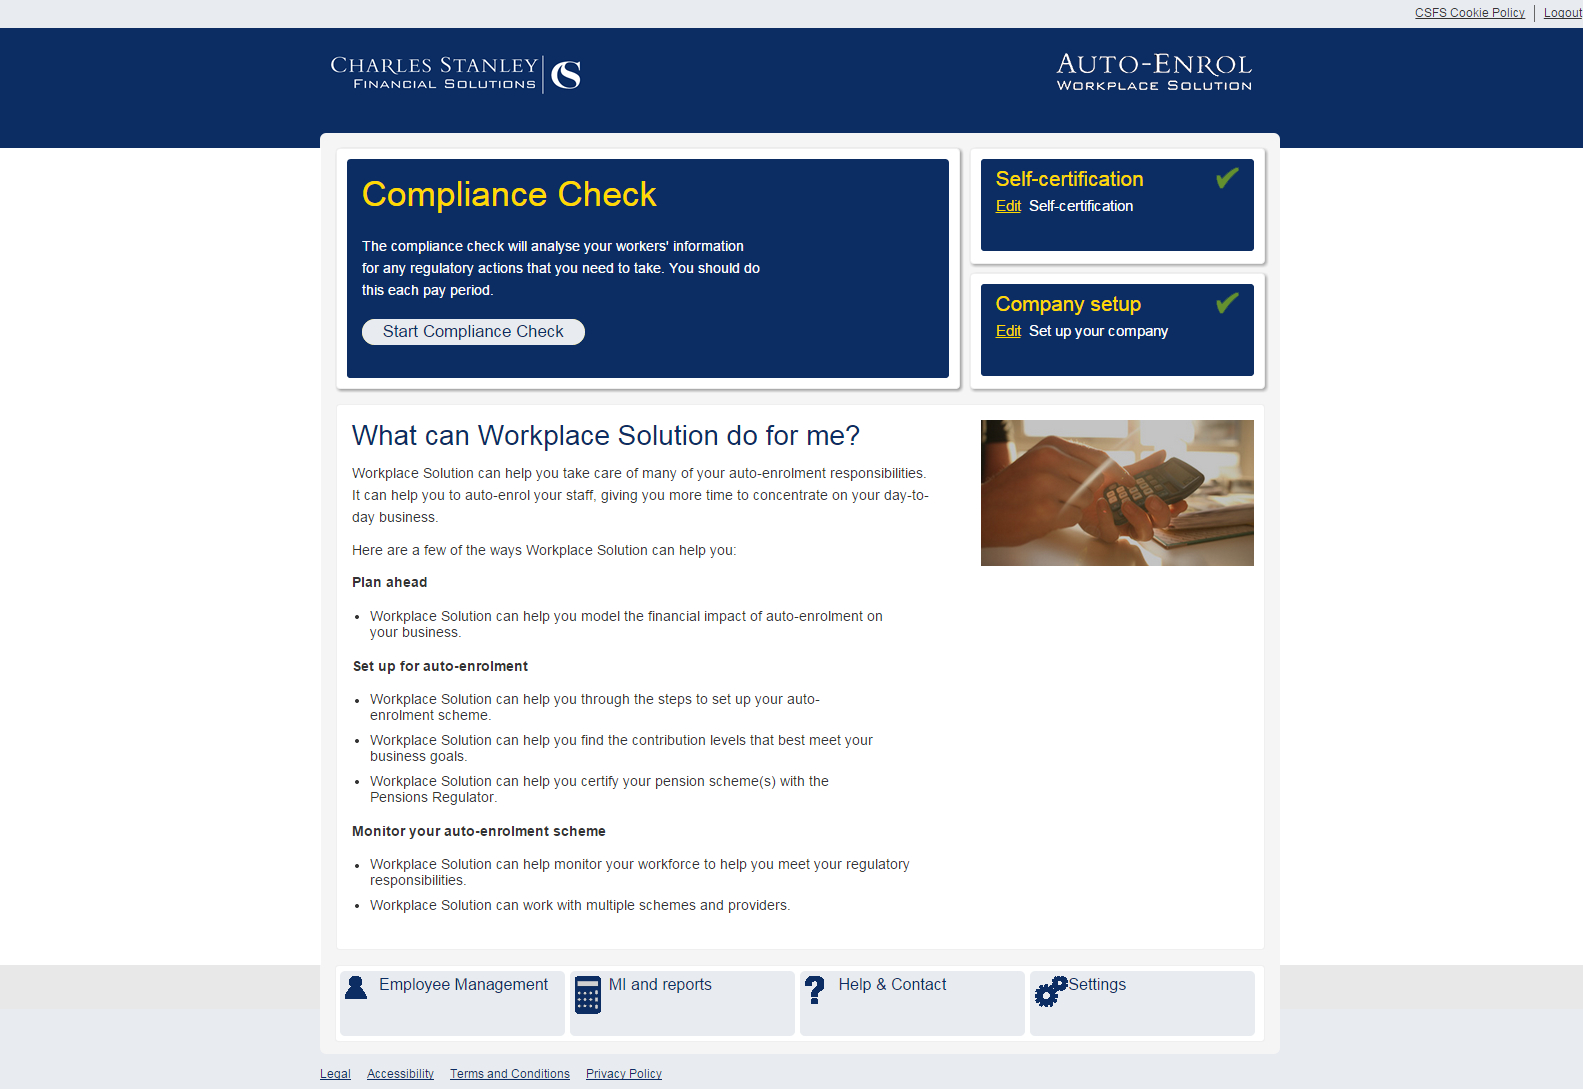 CSFS Cookie Policy
Logout
CHARLES STANLEY
FINANCIAL SOLUTIONS
AUTO-ENROL
WORKPLACE SOLUTION
Compliance Check
The compliance check will analyse your workers' information
for any regulatory actions that you need to take. You should do
this each pay period.
Start Compliance Check
Self-certification
Edit Self-certification
Company setup
Edit Set up your company
What can Workplace Solution do for me?
Workplace Solution can help you take care of many of your auto-enrolment responsibilities.
It can help you to auto-enrol your staff, giving you more time to concentrate on your day-to-
day business.
Here are a few of the ways Workplace Solution can help you:
Plan ahead
• Workplace Solution can help you model the financial impact of auto-enrolment on
your business.
Set up for auto-enrolment
• Workplace Solution can help you through the steps to set up your auto-
enrolment scheme.
• Workplace Solution can help you find the contribution levels that best meet your
business goals.
• Workplace Solution can help you certify your pension scheme(s) with the
Pensions Regulator.
Monitor your auto-enrolment scheme
• Workplace Solution can help monitor your workforce to help you meet your regulatory
responsibilities.
• Workplace Solution can work with multiple schemes and providers.
Employee Management
MI and reports
Help & Contact
Settings
Legal
Accessibility
Terms and Conditions
Privacy Policy